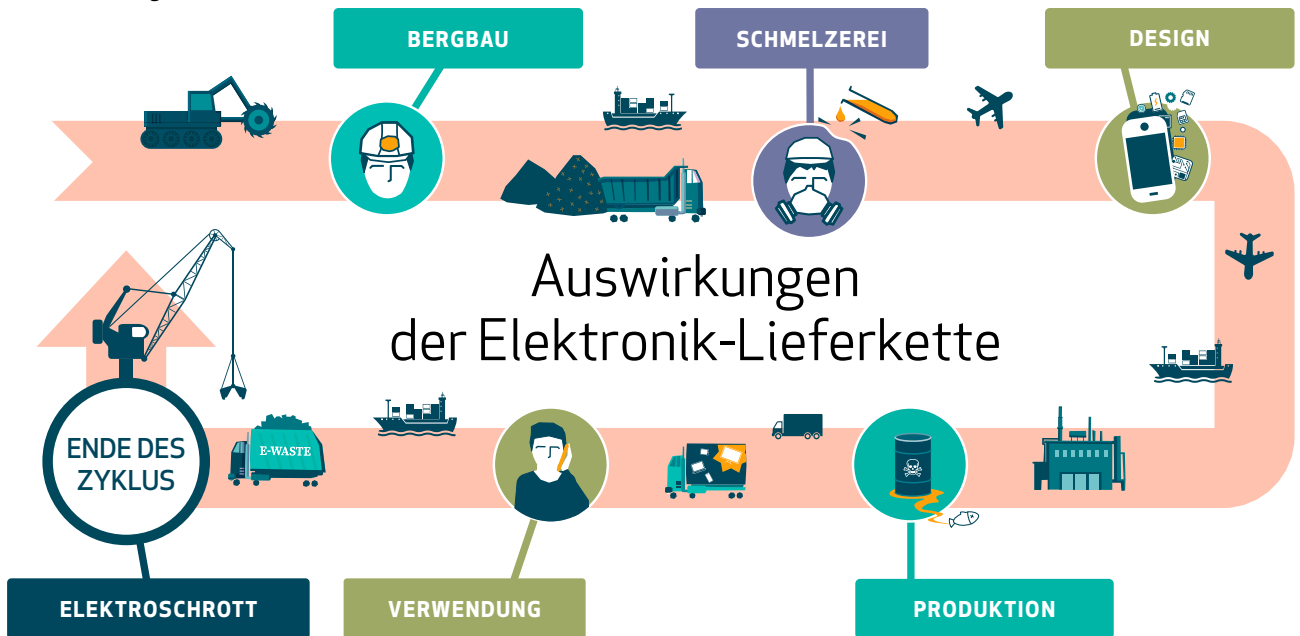 BERGBAU
SCHMELZEREI
DESIGN
Auswirkungen
der Elektronik-Lieferkette
ENDE DES
ZYKLUS
E-WASTE
ELEKTROSCHROTT
VERWENDUNG
PRODUKTION